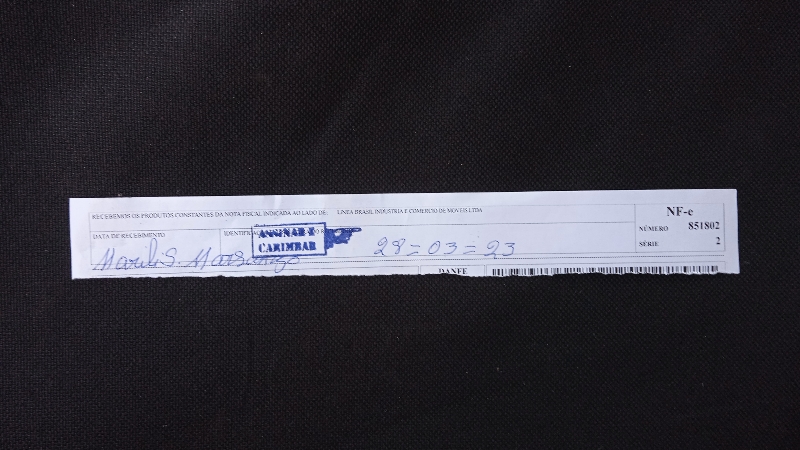 RECEBEMOS OS PRODUTOS CONSTANTES DA NOTA FISCAL INDICADA AO LADO DE: LINEA BRASIL INDUSTRIA E COMERCIO DE MOVEIS LTDA
NF-e
NÚMERO 851802
SÉRIE 2
DATA DE RECEBIMENTO
ASSINAR E
CARIMBAR
28=03=23
DANFE